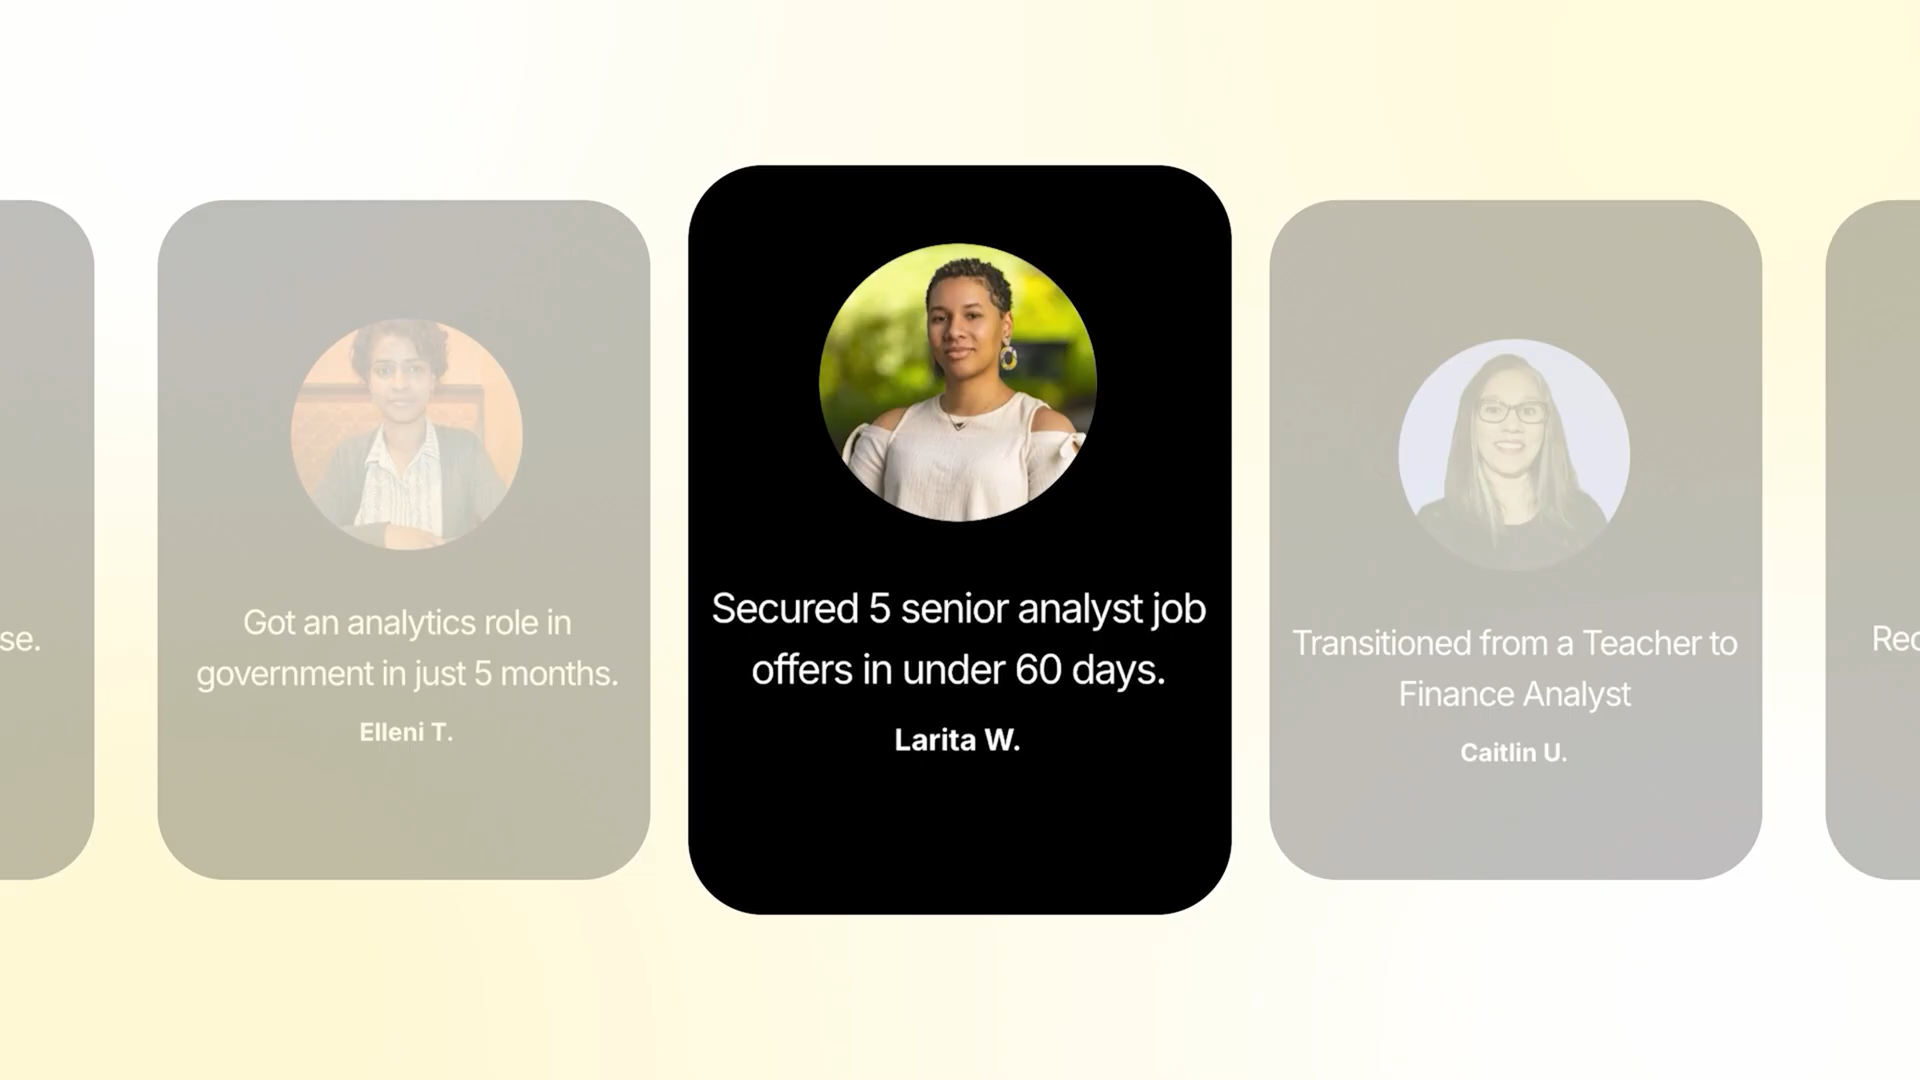 se.
Got an analytics role in
government in just 5 months.
Elleni T.
Secured 5 senior analyst job
offers in under 60 days.
Larita W.
Transitioned from a Teacher to
Finance Analyst
Caitlin U.